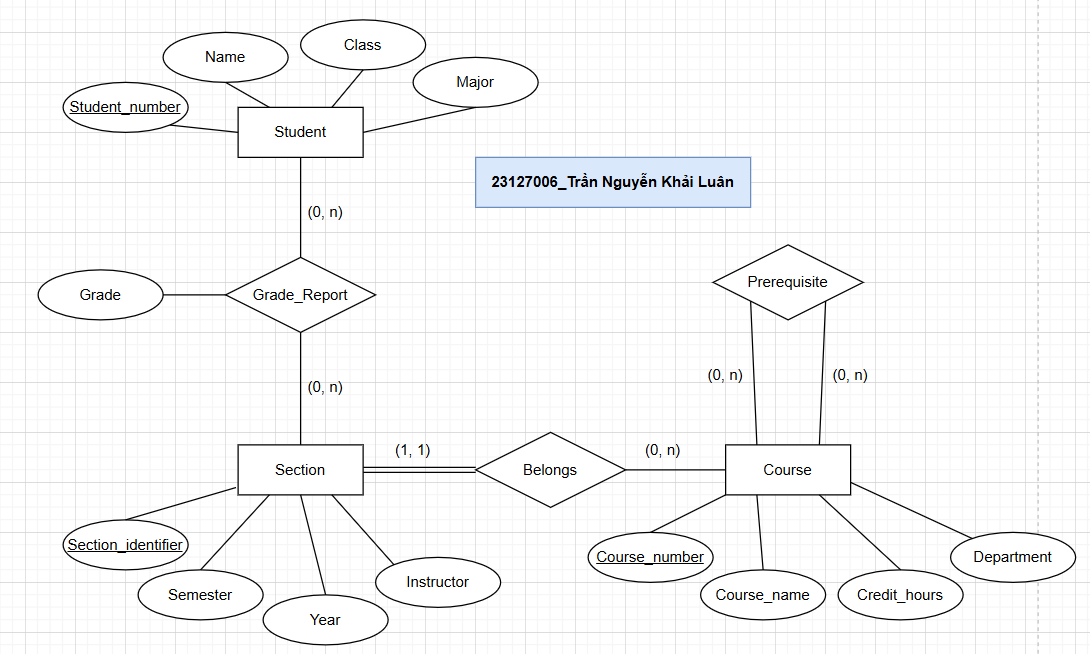 Class
Name
Major
Student_number
Student
23127006_Trần Nguyễn Khải Luân
(0, n)
Prerequisite
Grade
Grade_Report
(0, n)
(0, n)
(0, n)
(1, 1)
(0, n)
Section
Belongs
Course
Section_identifier
Course_number
Department
Instructor
Semester
Course_name
Credit_hours
Year